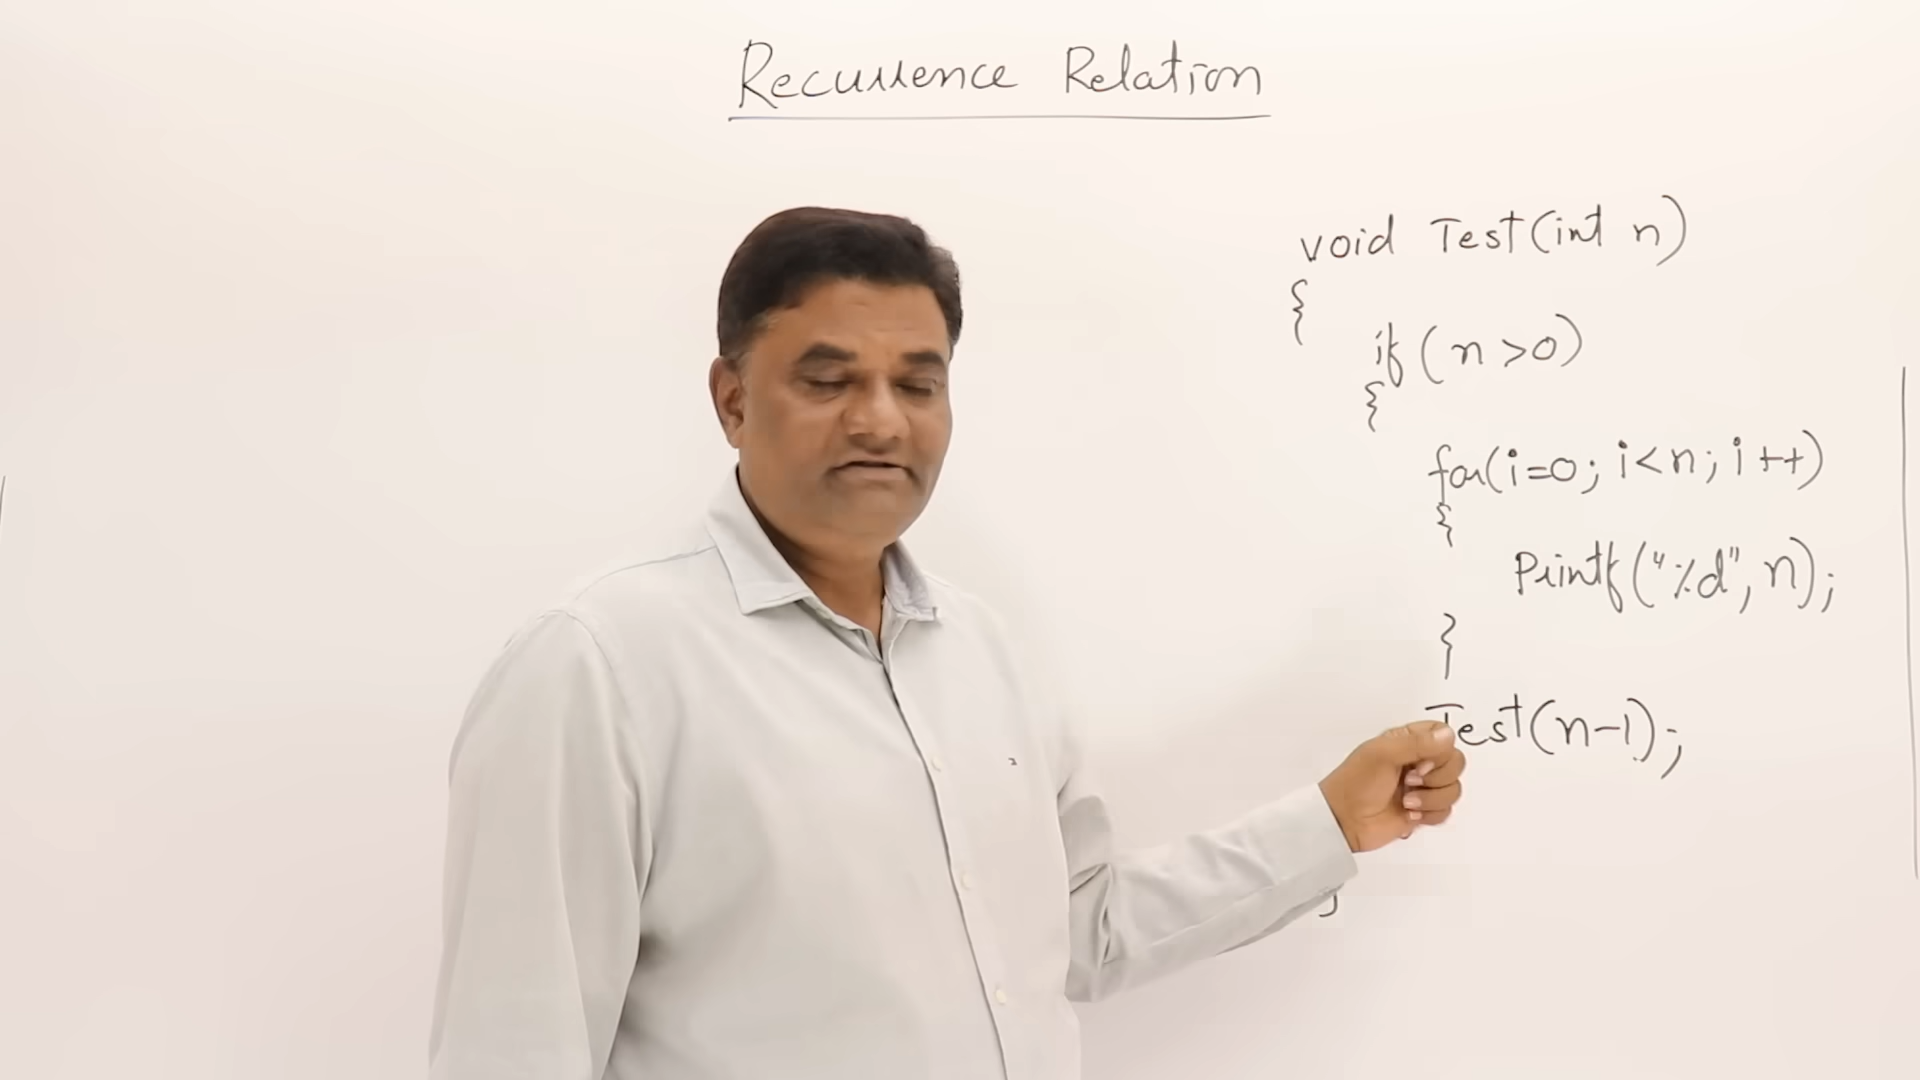 Recurrence Relation
void Test(int n)
{
if (n>0)
{
for(i=0; i<n; i++)
{
Printf("%d", n);
}
Test(n-1);
}